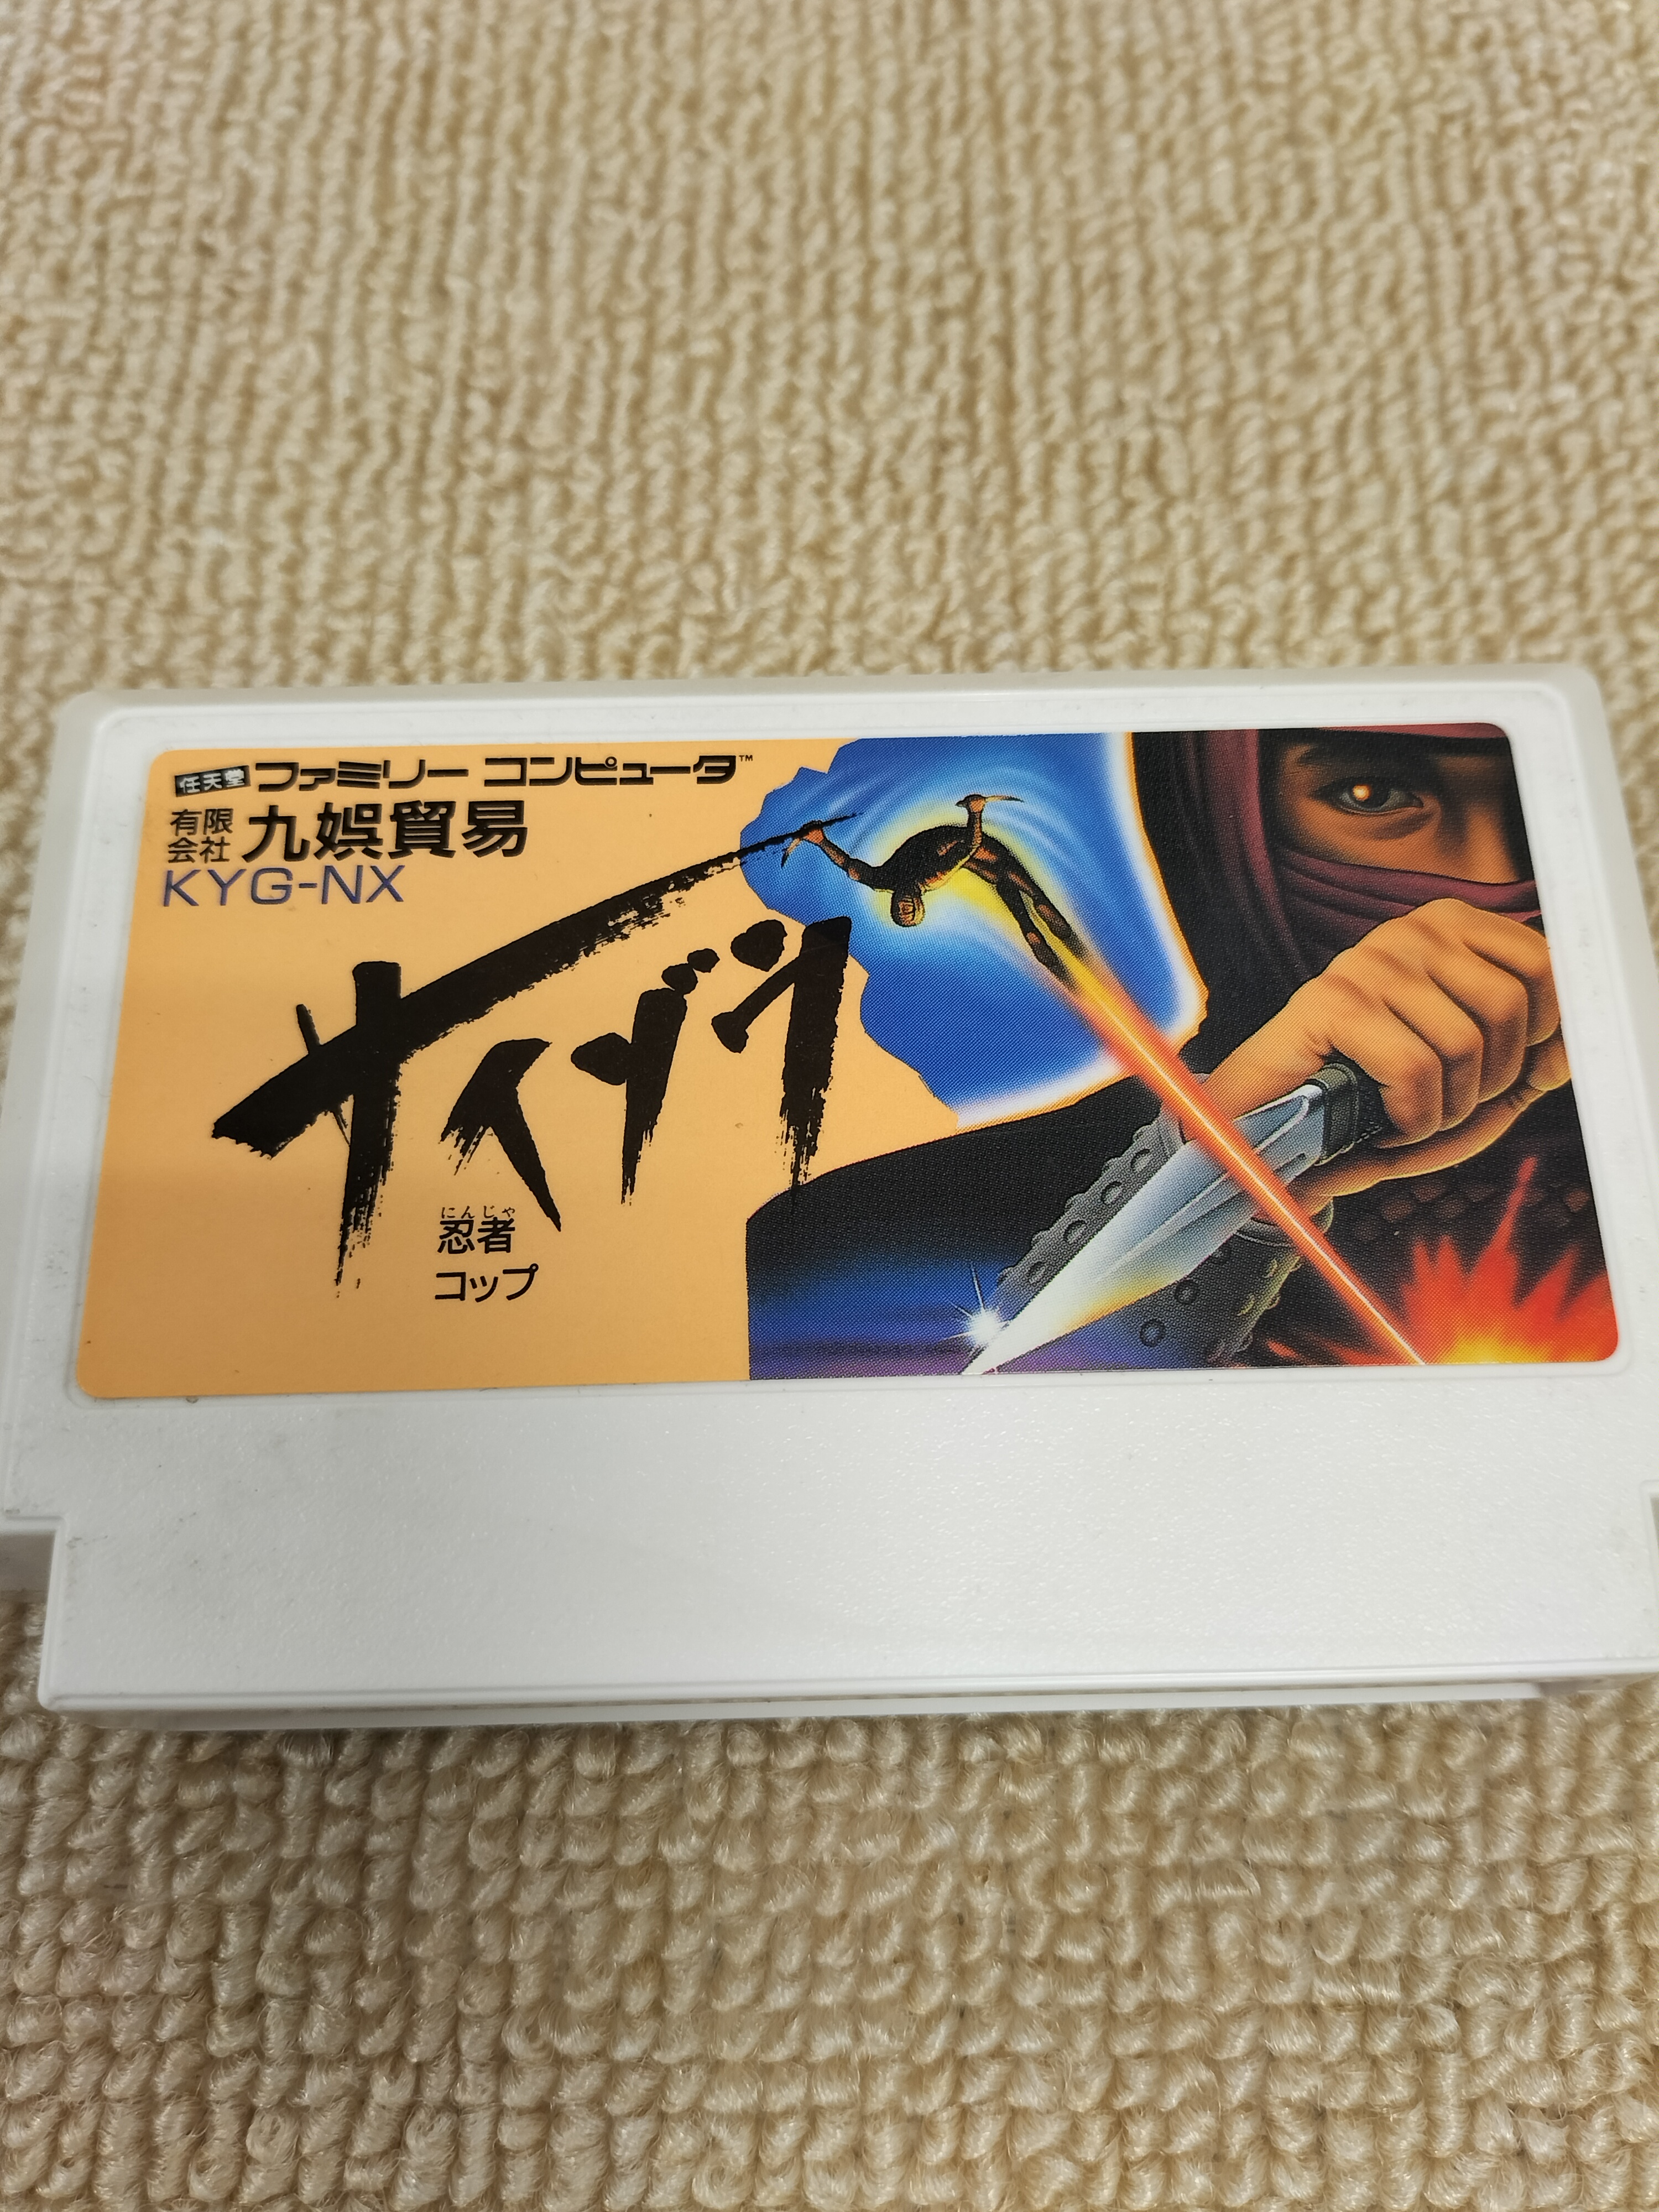 任天堂 ファミリー コンピュータ™
有限会社 九娯貿易
KYG-NX
サイゾウ
にんじゃ
忍者
コップ